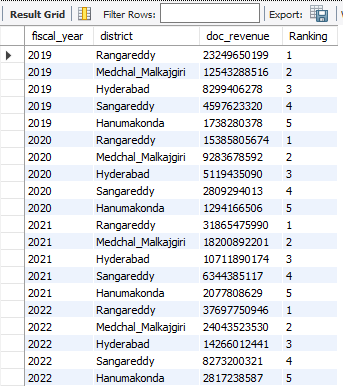 Result Grid Filter Rows: Export:
fiscal_year district doc_revenue Ranking
2019 Rangareddy 23249650199 1
2019 Medchal_Malkajgiri 12543288516 2
2019 Hyderabad 8299406278 3
2019 Sangareddy 4597623320 4
2019 Hanumakonda 1738280378 5
2020 Rangareddy 15385805674 1
2020 Medchal_Malkajgiri 9283678592 2
2020 Hyderabad 5119435090 3
2020 Sangareddy 2809294013 4
2020 Hanumakonda 1294166506 5
2021 Rangareddy 31865475990 1
2021 Medchal_Malkajgiri 18200892201 2
2021 Hyderabad 10711890174 3
2021 Sangareddy 6344385117 4
2021 Hanumakonda 2077808629 5
2022 Rangareddy 37697750946 1
2022 Medchal_Malkajgiri 24043523530 2
2022 Hyderabad 14266012441 3
2022 Sangareddy 8273200321 4
2022 Hanumakonda 2817238587 5